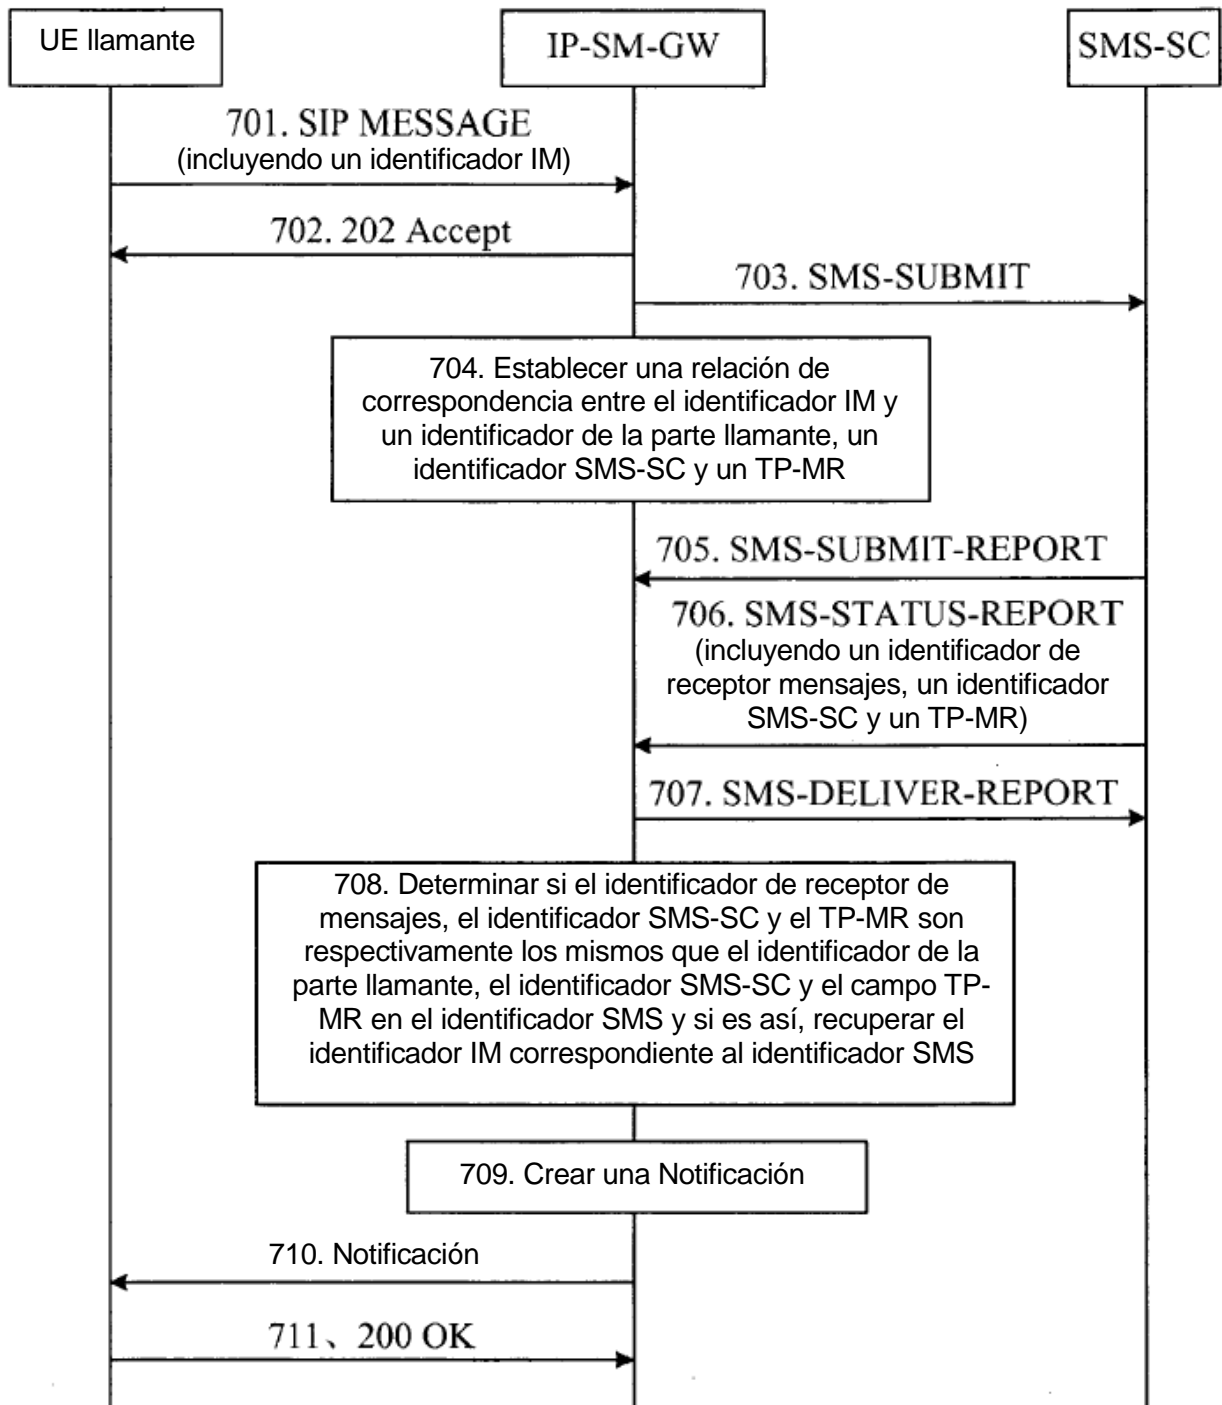 UE llamante
IP-SM-GW
SMS-SC
701. SIP MESSAGE
(incluyendo un identificador IM)
702. 202 Accept
703. SMS-SUBMIT
704. Establecer una relación de
correspondencia entre el identificador IM y
un identificador de la parte llamante, un
identificador SMS-SC y un TP-MR
705. SMS-SUBMIT-REPORT
706. SMS-STATUS-REPORT
(incluyendo un identificador de
receptor mensajes, un identificador
SMS-SC y un TP-MR)
707. SMS-DELIVER-REPORT
708. Determinar si el identificador de receptor de
mensajes, el identificador SMS-SC y el TP-MR son
respectivamente los mismos que el identificador de la
parte llamante, el identificador SMS-SC y el campo TP-
MR en el identificador SMS y si es así, recuperar el
identificador IM correspondiente al identificador SMS
709. Crear una Notificación
710. Notificación
711、200 OK